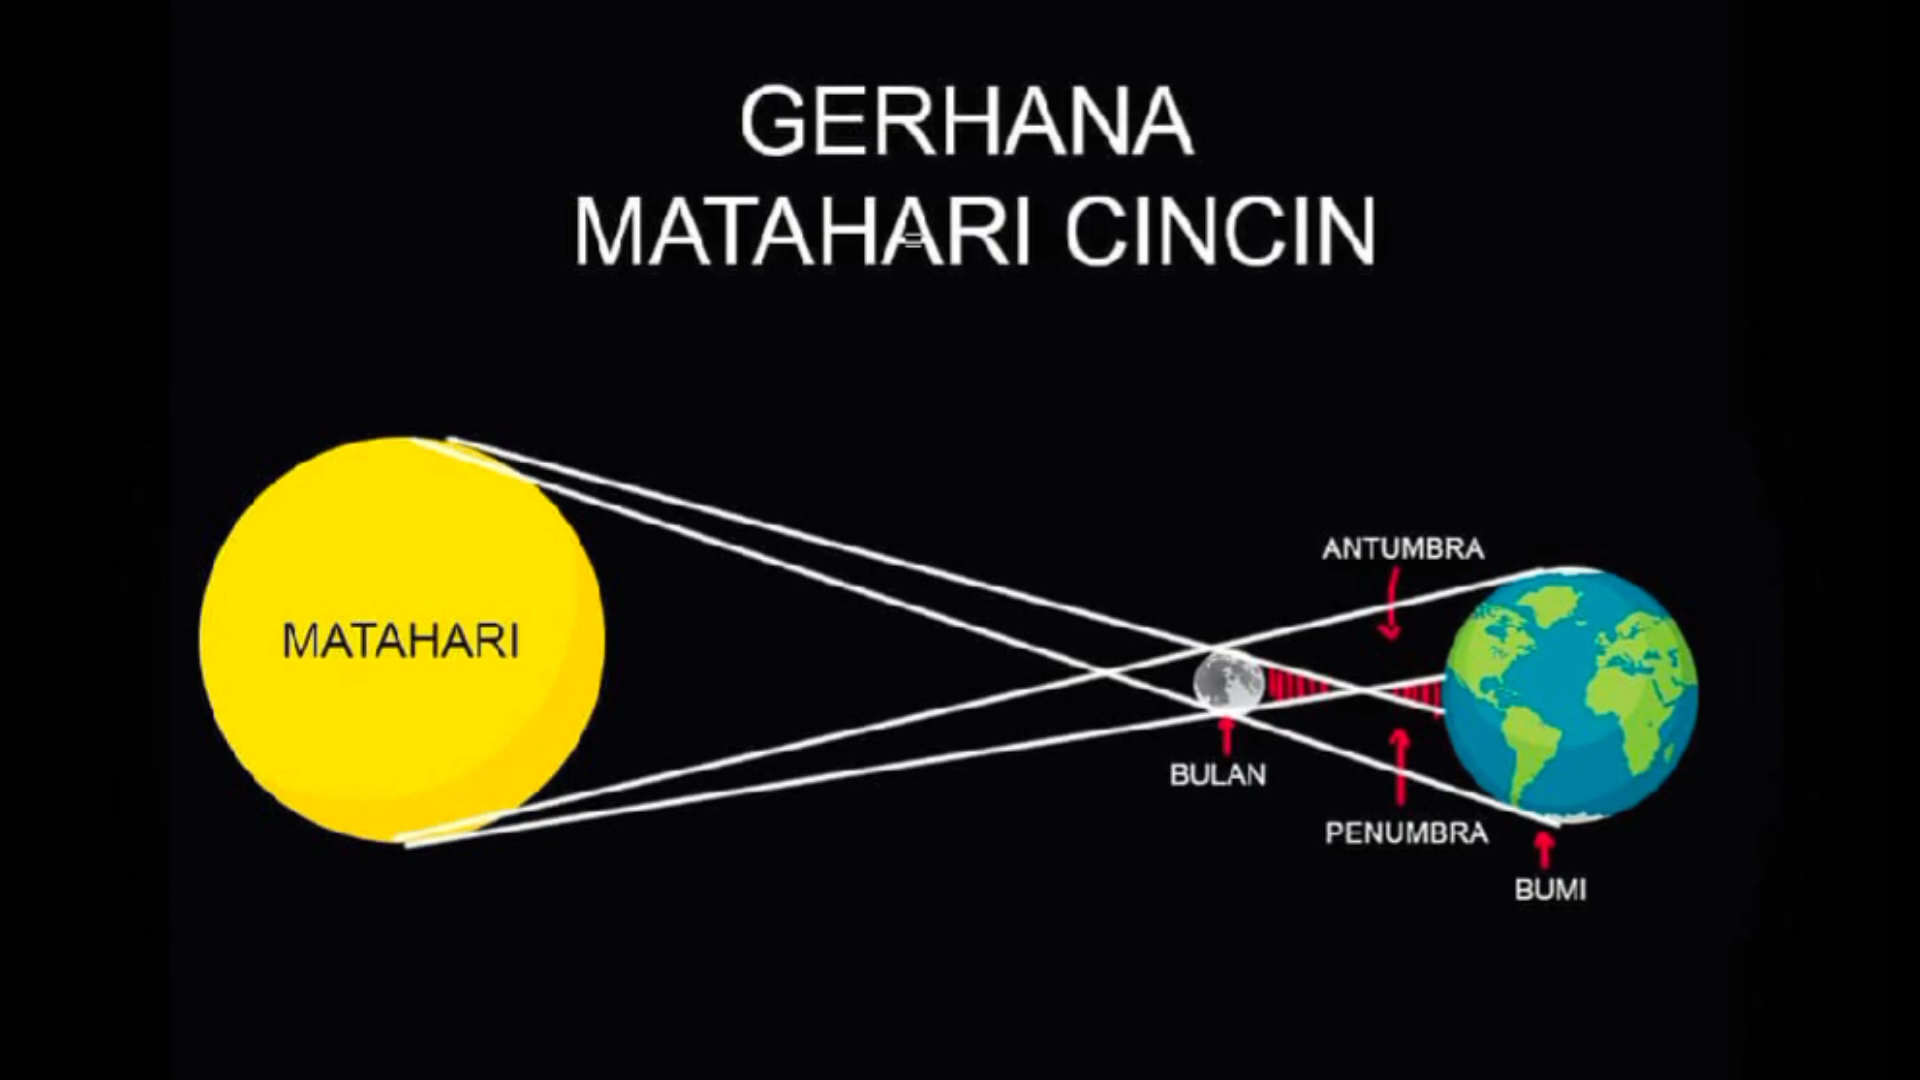 GERHANA
MATAHARI CINCIN
ANTUMBRA
MATAHARI
BULAN
PENUMBRA
BUMI